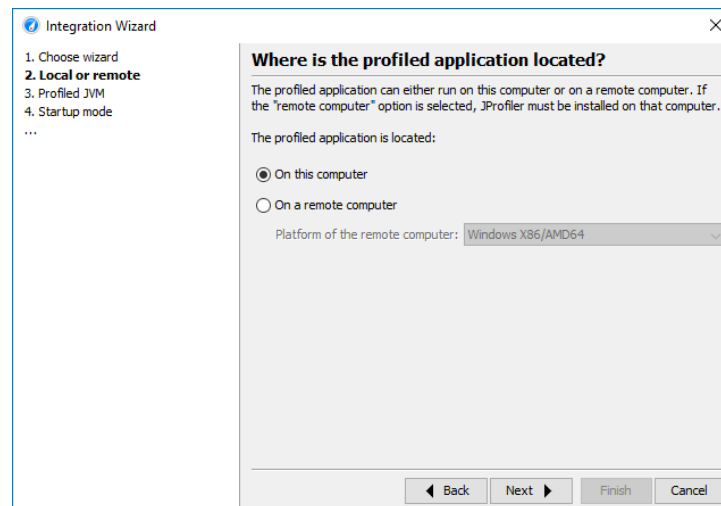 Integration Wizard
1. Choose wizard
2. Local or remote
3. Profiled JVM
4. Startup mode
...
Where is the profiled application located?
The profiled application can either run on this computer or on a remote computer. If
the "remote computer" option is selected, JProfiler must be installed on that computer.
The profiled application is located:
On this computer
On a remote computer
Platform of the remote computer: Windows X86/AMD64
Back Next Finish Cancel